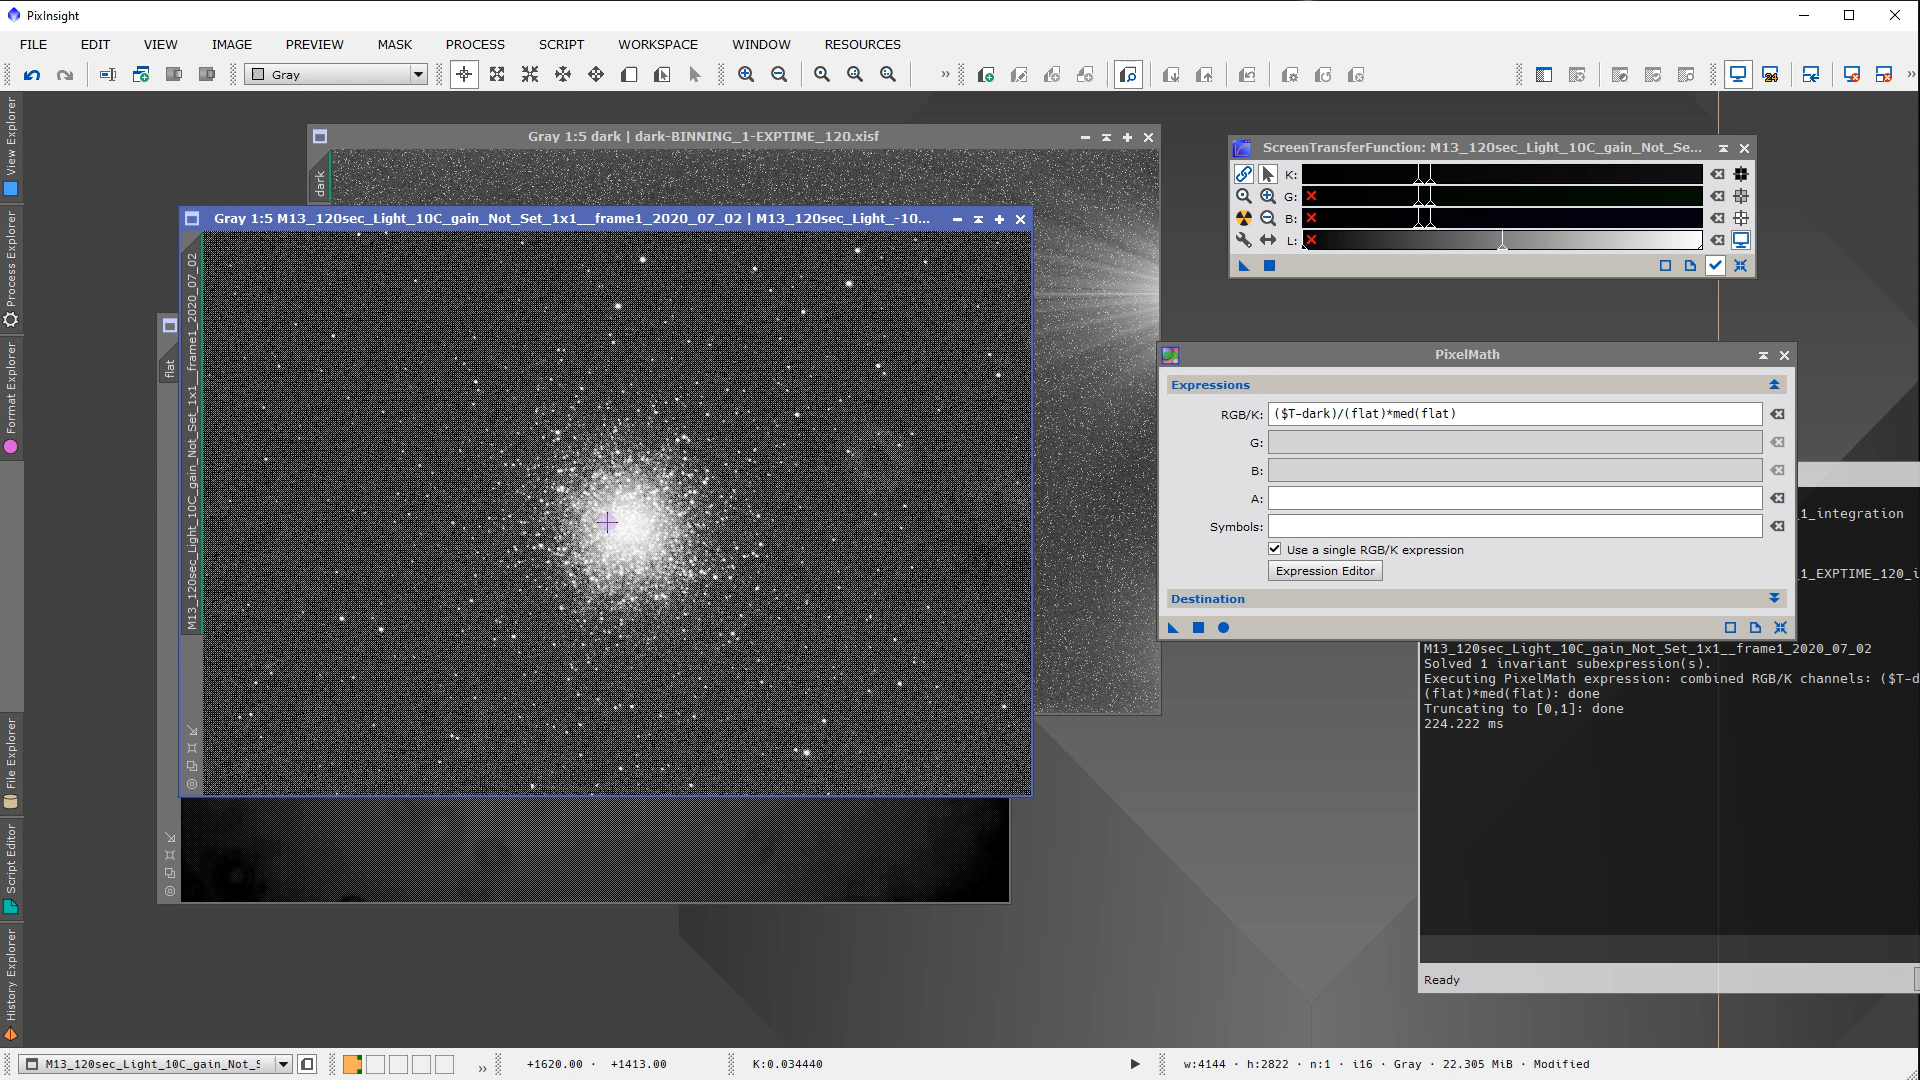 PixInsight
FILE EDIT VIEW IMAGE PREVIEW MASK PROCESS SCRIPT WORKSPACE WINDOW RESOURCES
Gray
24
View Explorer
Process Explorer
Format Explorer
File Explorer
Script Editor
History Explorer
Gray 1:5 dark | dark-BINNING_1-EXPTIME_120.xisf
dark
Gray 1:5 M13_120sec_Light_10C_gain_Not_Set_1x1__frame1_2020_07_02 | M13_120sec_Light_-10...
M13_120sec_Light_10C_gain_Not_Set_1x1__frame1_2020_07_02
flat
ScreenTransferFunction: M13_120sec_Light_10C_gain_Not_Se...
K:
G:
B:
L:
PixelMath
Expressions
RGB/K: ($T-dark)/(flat)*med(flat)
G:
B:
A:
Symbols:
Use a single RGB/K expression
Expression Editor
Destination
_1_integration
_1_EXPTIME_120_i
M13_120sec_Light_10C_gain_Not_Set_1x1__frame1_2020_07_02
Solved 1 invariant subexpression(s).
Executing PixelMath expression: combined RGB/K channels: ($T-d
(flat)*med(flat): done
Truncating to [0,1]: done
224.222 ms
Ready
M13_120sec_Light_10C_gain_Not_S
+1620.00 · +1413.00
K:0.034440
w:4144 · h:2822 · n:1 · i16 · Gray · 22.305 MiB · Modified